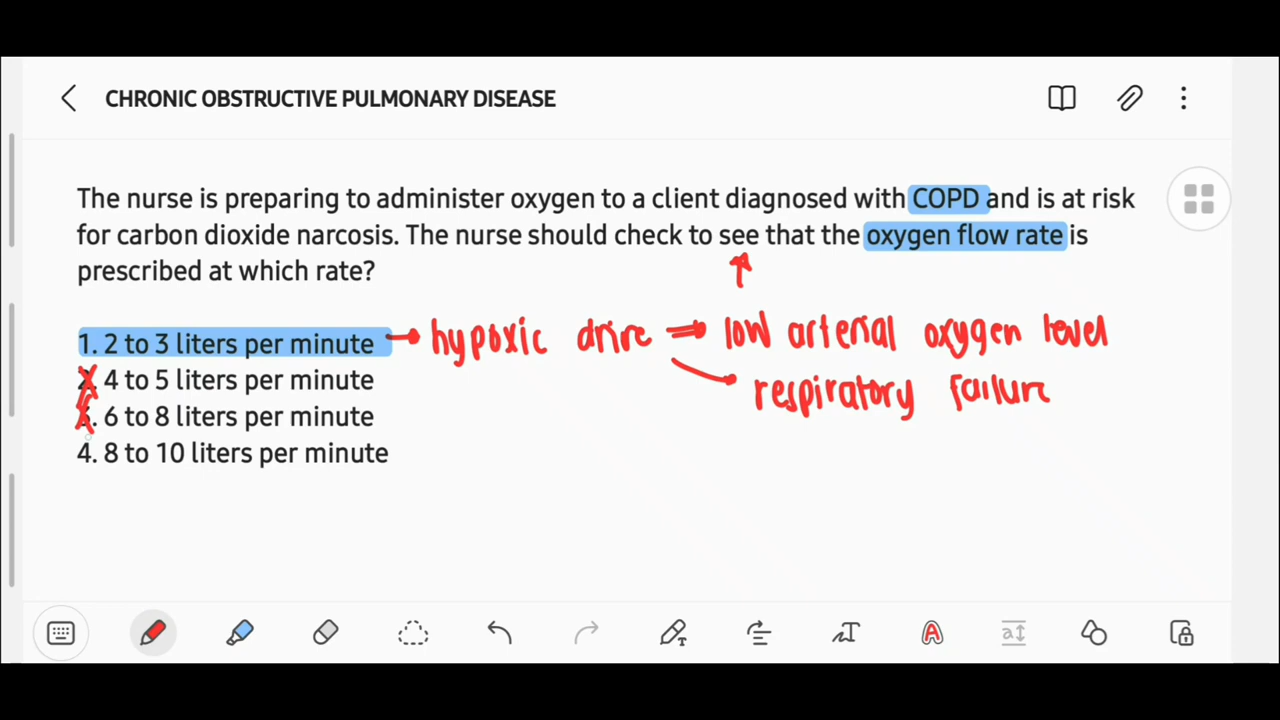 CHRONIC OBSTRUCTIVE PULMONARY DISEASE
The nurse is preparing to administer oxygen to a client diagnosed with COPD and is at risk
for carbon dioxide narcosis. The nurse should check to see that the oxygen flow rate is
prescribed at which rate?
1. 2 to 3 liters per minute → hypoxic drive ⇒ low arterial oxygen level
2. 4 to 5 liters per minute respiratory failure
3. 6 to 8 liters per minute
4. 8 to 10 liters per minute